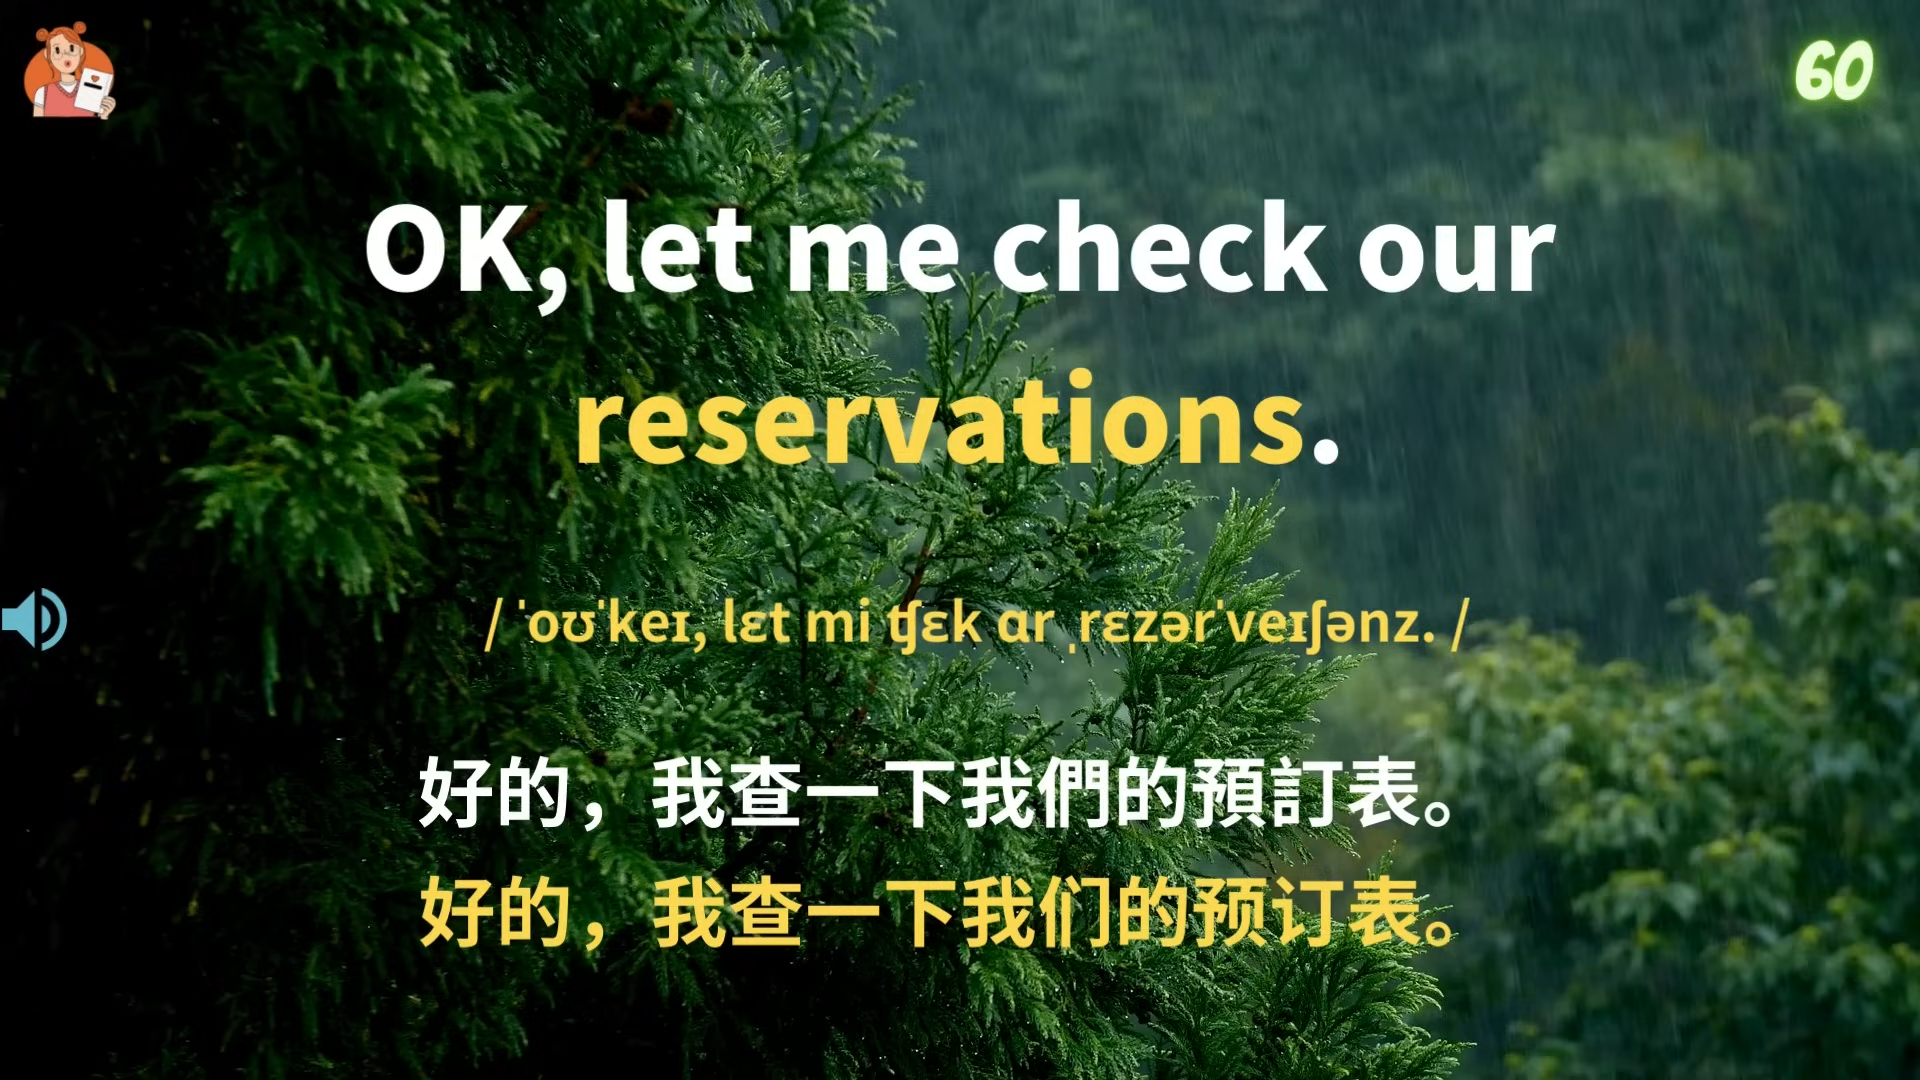 60
OK, let me check our
reservations.
/ ˈoʊˈkeɪ, lɛt mi ʧɛk ɑr ˌrɛzərˈveɪʃənz. /
好的，我查一下我們的預訂表。
好的，我查一下我们的预订表。